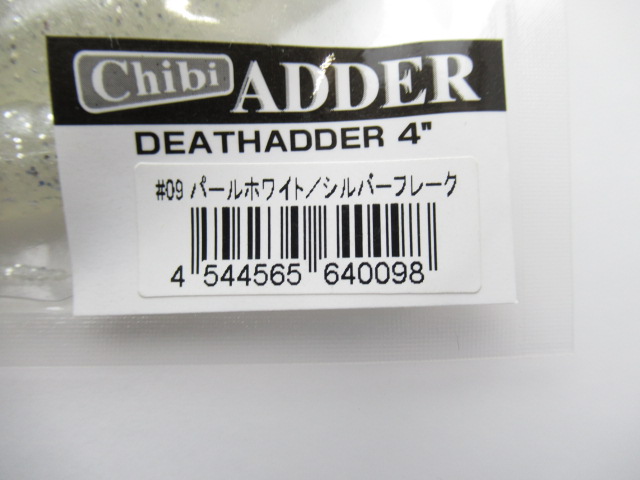 Chibi ADDER
DEATHADDER 4"
#09 パールホワイト/シルバーフレーク
4 544565 640098